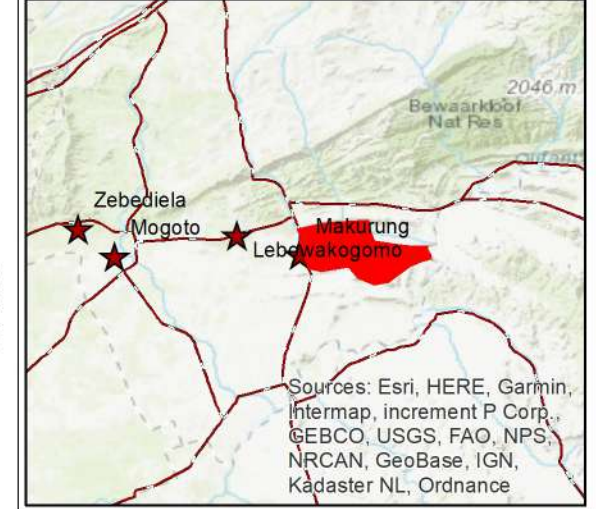 2046 m
Bewaarkloof
Nat Res
Zebediela
Mogoto
Makurung
Lebowakogomo
Sources: Esri, HERE, Garmin,
Intermap, increment P Corp.,
GEBCO, USGS, FAO, NPS,
NRCAN, GeoBase, IGN,
Kadaster NL, Ordnance